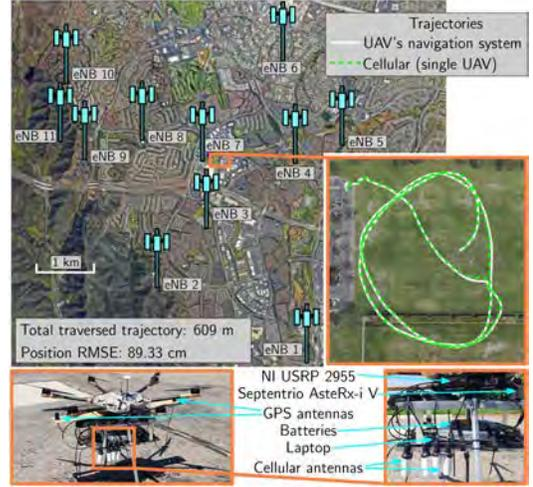 Trajectories
UAV's navigation system
Cellular (single UAV)
eNB 6
eNB 10
eNB 11
eNB 9
eNB 8
eNB 7
eNB 4
eNB 5
eNB 3
eNB 2
1 km
Total traversed trajectory: 609 m
Position RMSE: 89.33 cm
eNB 1
NI USRP 2955
Septentrio AsteRx-i V
GPS antennas
Batteries
Laptop
Cellular antennas